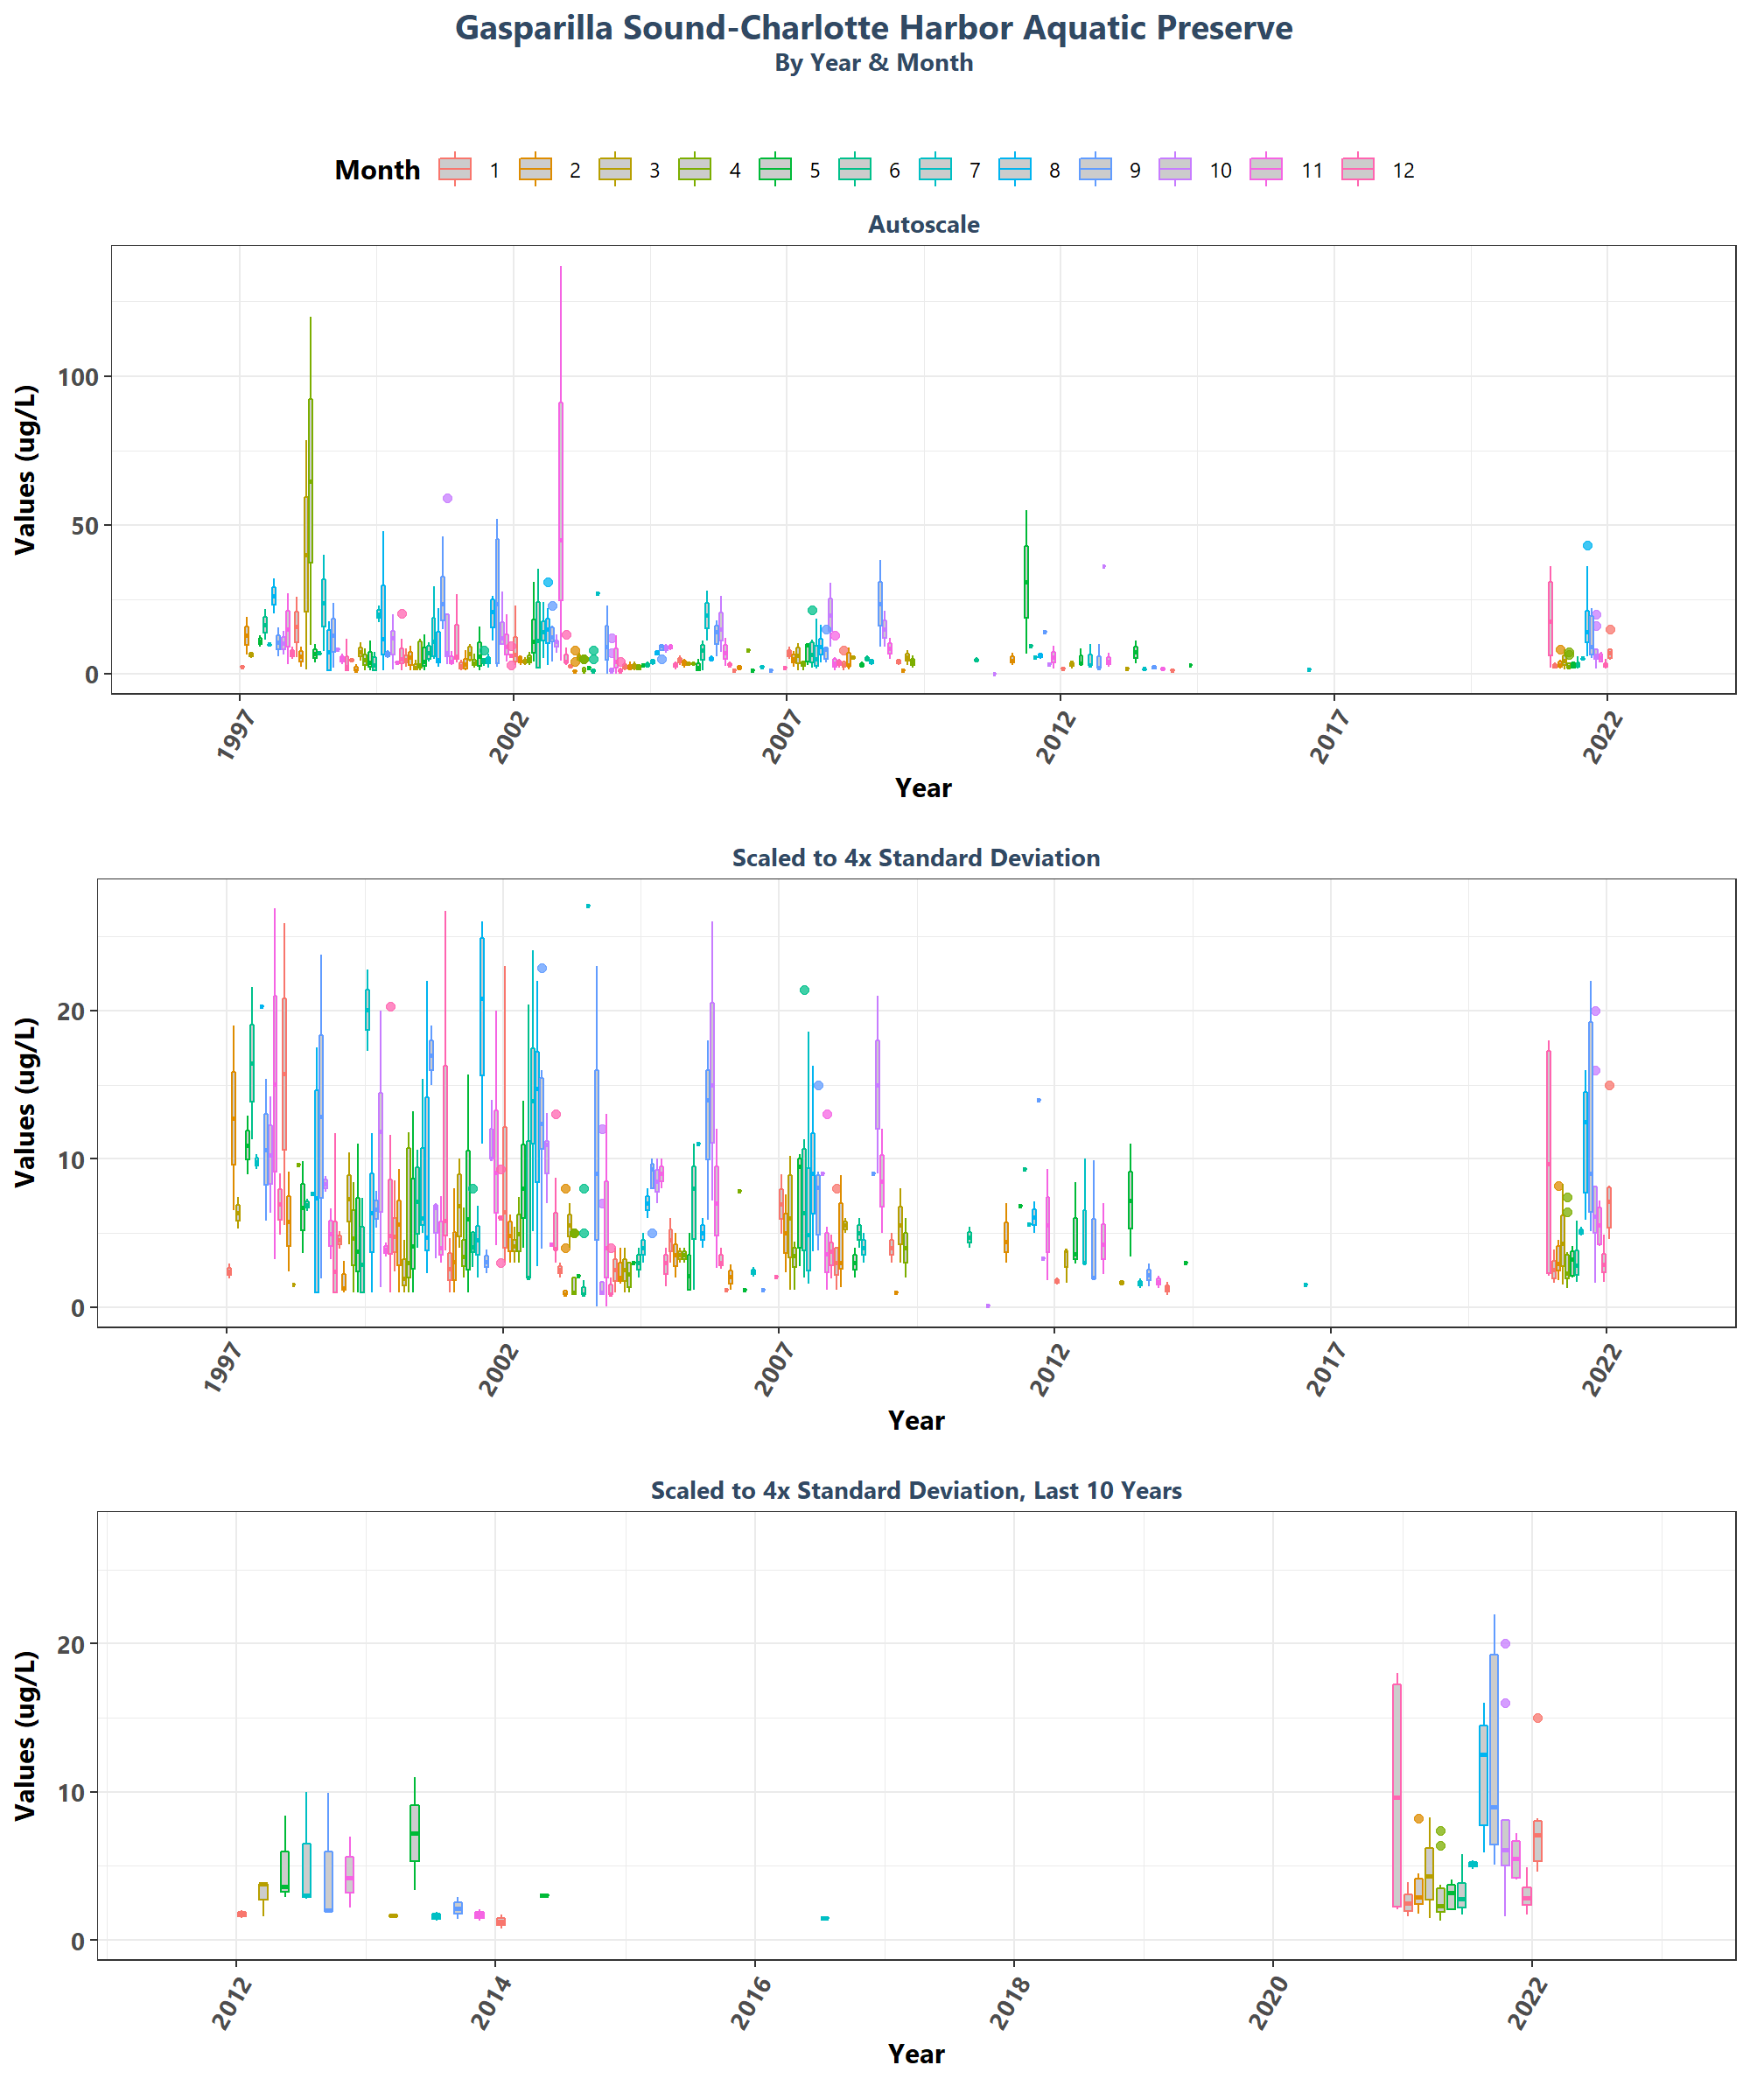 Gasparilla Sound-Charlotte Harbor Aquatic Preserve
By Year & Month
Month 1 2 3 4 5 6 7 8 9 10 11 12
Autoscale
Values (ug/L)
100
50
0
1997 2002 2007 2012 2017 2022
Year
Scaled to 4x Standard Deviation
Values (ug/L)
20
10
0
1997 2002 2007 2012 2017 2022
Year
Scaled to 4x Standard Deviation, Last 10 Years
Values (ug/L)
20
10
0
2012 2014 2016 2018 2020 2022
Year